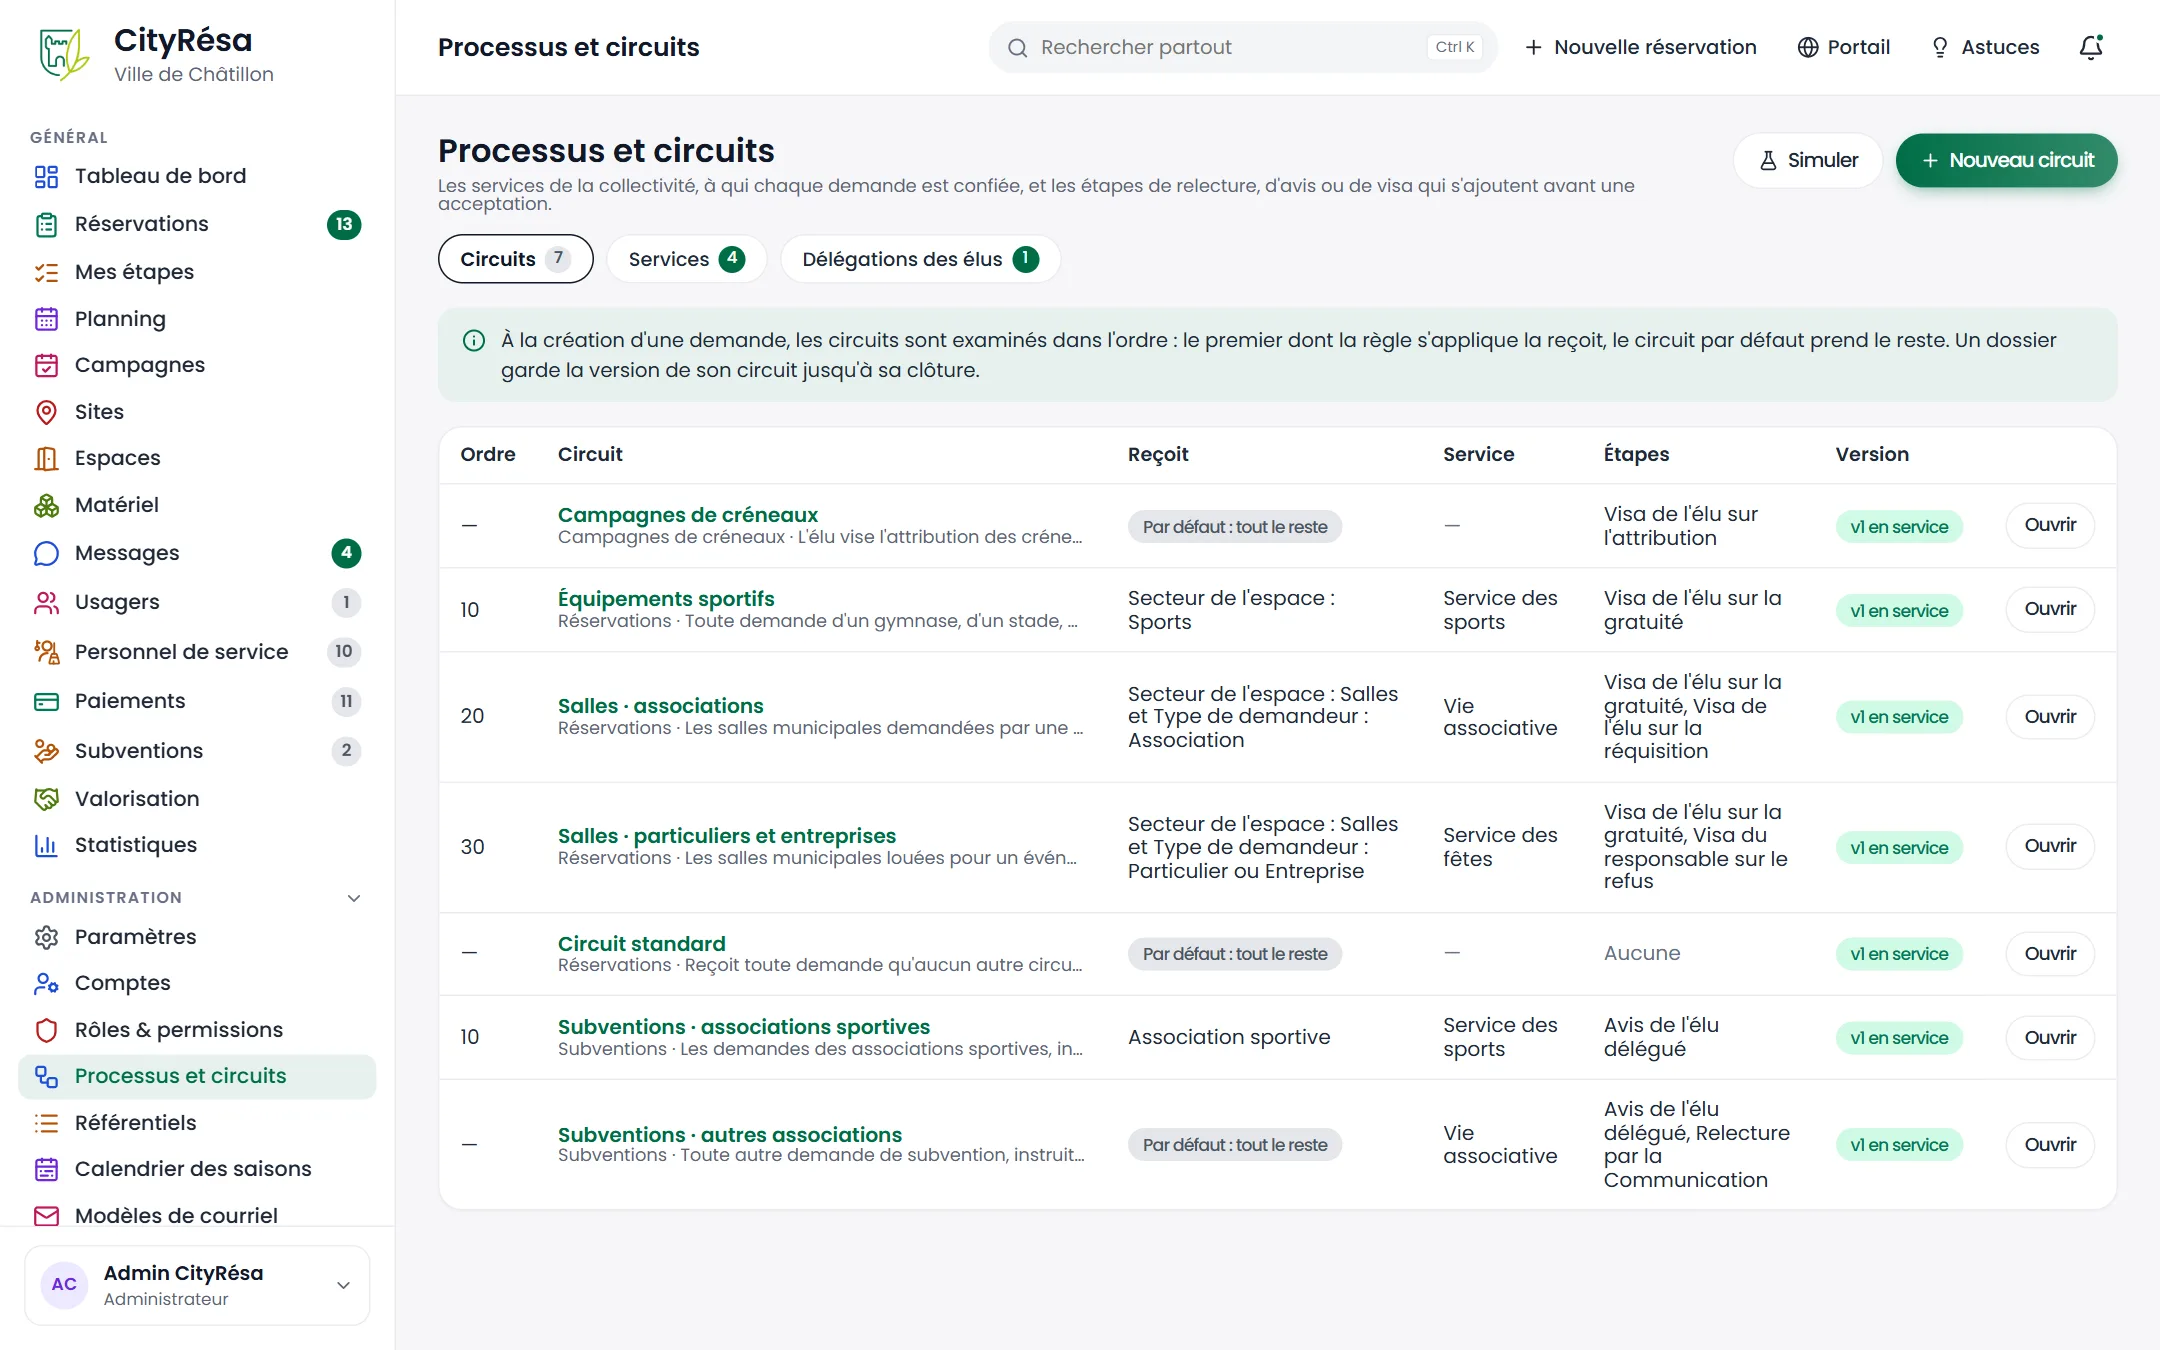 CityRésa
Ville de Châtillon
GÉNÉRAL
Tableau de bord
Réservations 13
Mes étapes
Planning
Campagnes
Sites
Espaces
Matériel
Messages 4
Usagers 1
Personnel de service 10
Paiements 11
Subventions 2
Valorisation
Statistiques
ADMINISTRATION
Paramètres
Comptes
Rôles & permissions
Processus et circuits
Référentiels
Calendrier des saisons
Modèles de courriel
AC
Admin CityRésa
Administrateur
Processus et circuits
Rechercher partout Ctrl K
+ Nouvelle réservation
Portail
Astuces
Processus et circuits
Les services de la collectivité, à qui chaque demande est confiée, et les étapes de relecture, d'avis ou de visa qui s'ajoutent avant une
acceptation.
Simuler
+ Nouveau circuit
Circuits 7
Services 4
Délégations des élus 1
À la création d'une demande, les circuits sont examinés dans l'ordre : le premier dont la règle s'applique la reçoit, le circuit par défaut prend le reste. Un dossier
garde la version de son circuit jusqu'à sa clôture.
Ordre Circuit Reçoit Service Étapes Version
—
Campagnes de créneaux
Campagnes de créneaux · L'élu vise l'attribution des créne...
Par défaut : tout le reste
—
Visa de l'élu sur
l'attribution
v1 en service
Ouvrir
10
Équipements sportifs
Réservations · Toute demande d'un gymnase, d'un stade, ...
Secteur de l'espace :
Sports
Service des
sports
Visa de l'élu sur la
gratuité
v1 en service
Ouvrir
20
Salles · associations
Réservations · Les salles municipales demandées par une ...
Secteur de l'espace : Salles
et Type de demandeur :
Association
Vie
associative
Visa de l'élu sur la
gratuité, Visa de
l'élu sur la
réquisition
v1 en service
Ouvrir
30
Salles · particuliers et entreprises
Réservations · Les salles municipales louées pour un évén...
Secteur de l'espace : Salles
et Type de demandeur :
Particulier ou Entreprise
Service des
fêtes
Visa de l'élu sur la
gratuité, Visa du
responsable sur le
refus
v1 en service
Ouvrir
—
Circuit standard
Réservations · Reçoit toute demande qu'aucun autre circu...
Par défaut : tout le reste
—
Aucune
v1 en service
Ouvrir
10
Subventions · associations sportives
Subventions · Les demandes des associations sportives, in...
Association sportive
Service des
sports
Avis de l'élu
délégué
v1 en service
Ouvrir
—
Subventions · autres associations
Subventions · Toute autre demande de subvention, instruit...
Par défaut : tout le reste
Vie
associative
Avis de l'élu
délégué, Relecture
par la
Communication
v1 en service
Ouvrir